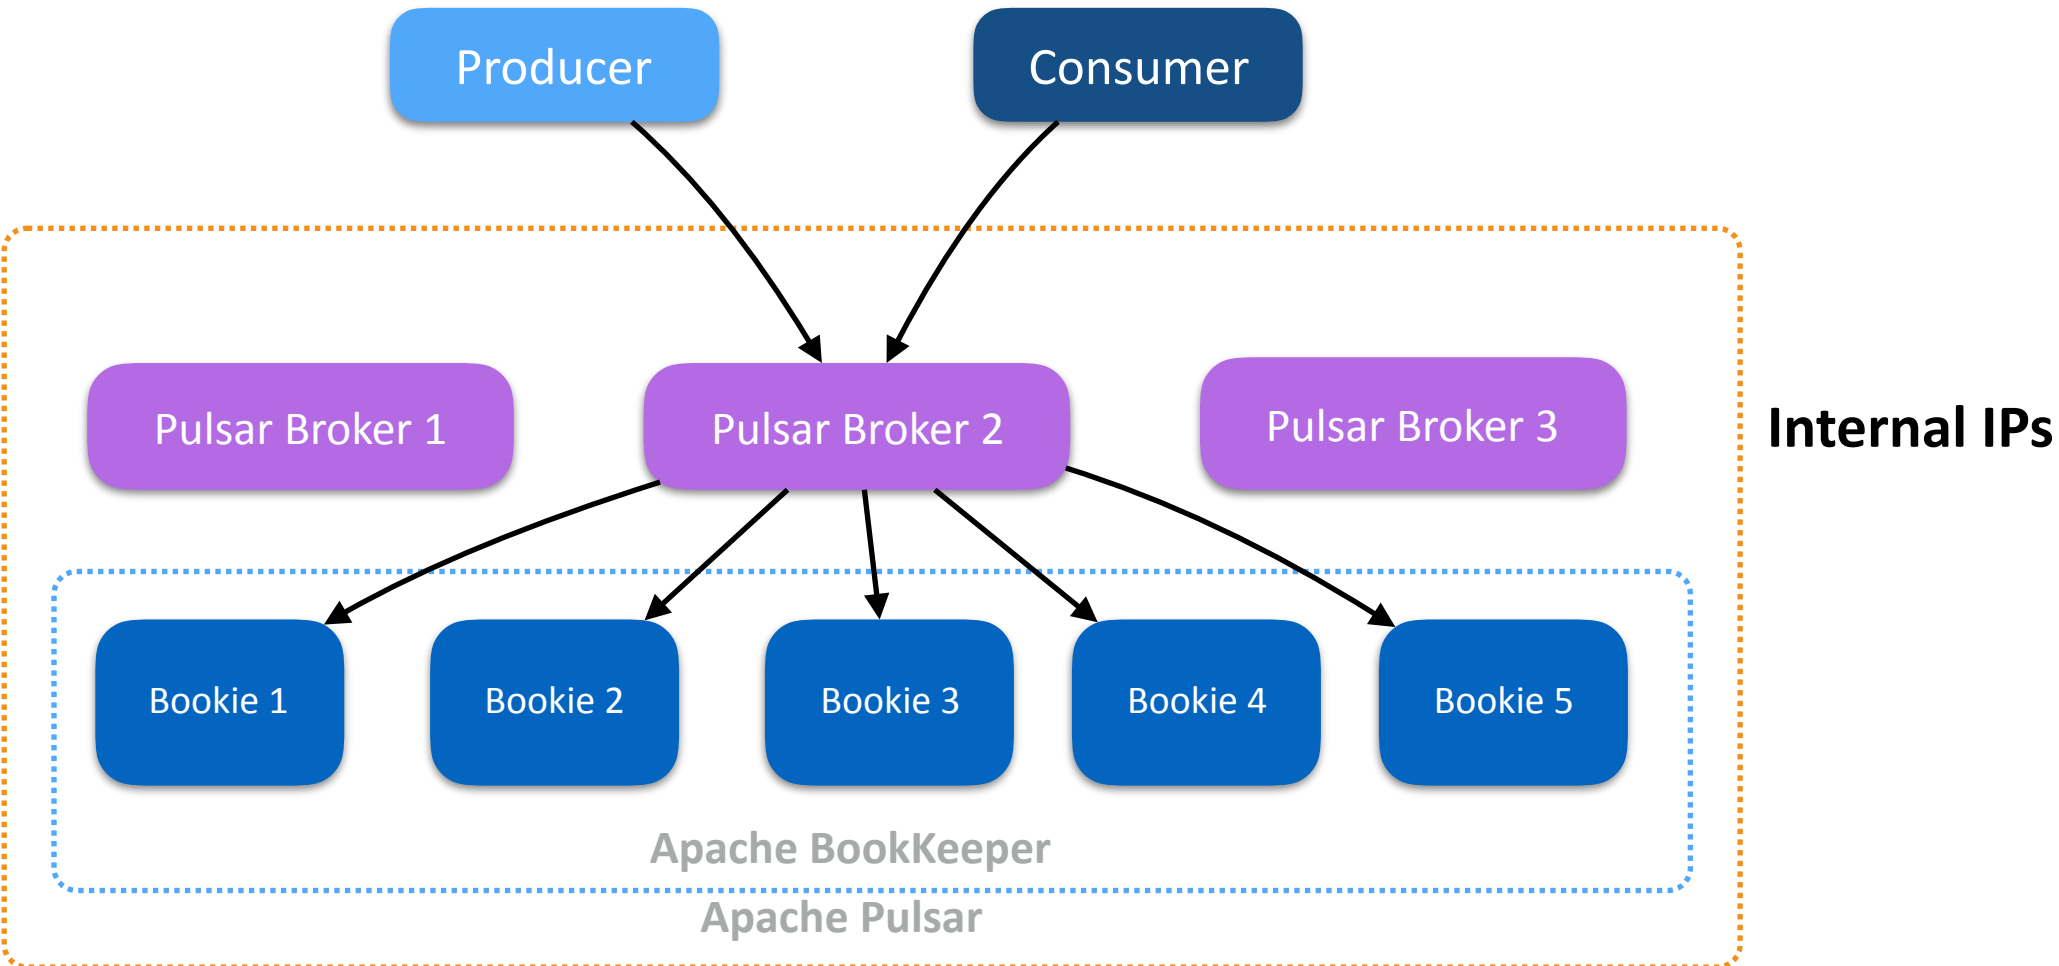 Producer
Consumer
Pulsar Broker 1
Pulsar Broker 2
Pulsar Broker 3
Internal IPs
Bookie 1
Bookie 2
Bookie 3
Bookie 4
Bookie 5
Apache BookKeeper
Apache Pulsar